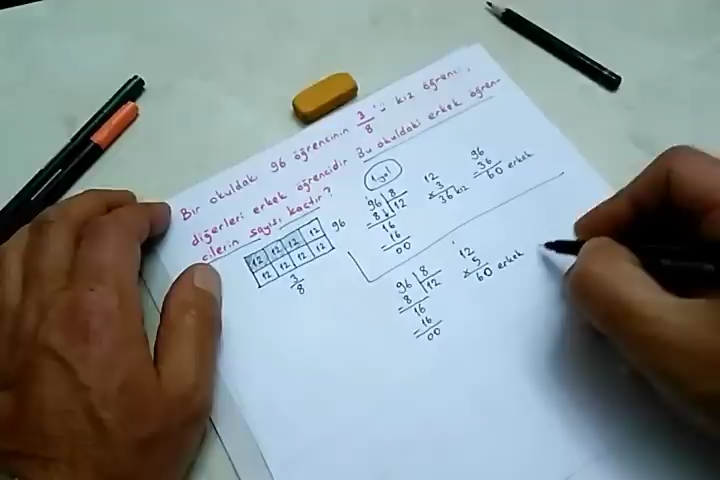 Bir okuldaki 96 öğrencinin 3/8 'ü kız öğrenci,
diğerleri erkek öğrencidir. Bu okuldaki erkek öğren-
cilerin sayısı kaçtır?
12 12 12 12 96
12 12 12 12
3/8
1. yol
96 8
8 12
16
16
00
12
x 3
36 kız
96
36
60 erkek
96 8
8 12
16
16
00
1
12
x 5
60 erkek